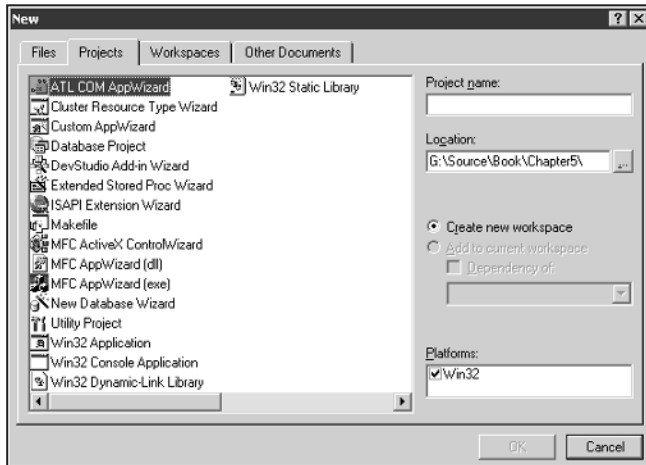 New
Files Projects Workspaces Other Documents
ATL COM AppWizard
Cluster Resource Type Wizard
Custom AppWizard
Database Project
DevStudio Add-in Wizard
Extended Stored Proc Wizard
ISAPI Extension Wizard
Makefile
MFC ActiveX ControlWizard
MFC AppWizard (dll)
MFC AppWizard (exe)
New Database Wizard
Utility Project
Win32 Application
Win32 Console Application
Win32 Dynamic-Link Library
Win32 Static Library
Project name:
Location:
G:\Source\Book\Chapter5\
...
Create new workspace
Add to current workspace
Dependency of:
Platforms:
Win32
OK Cancel